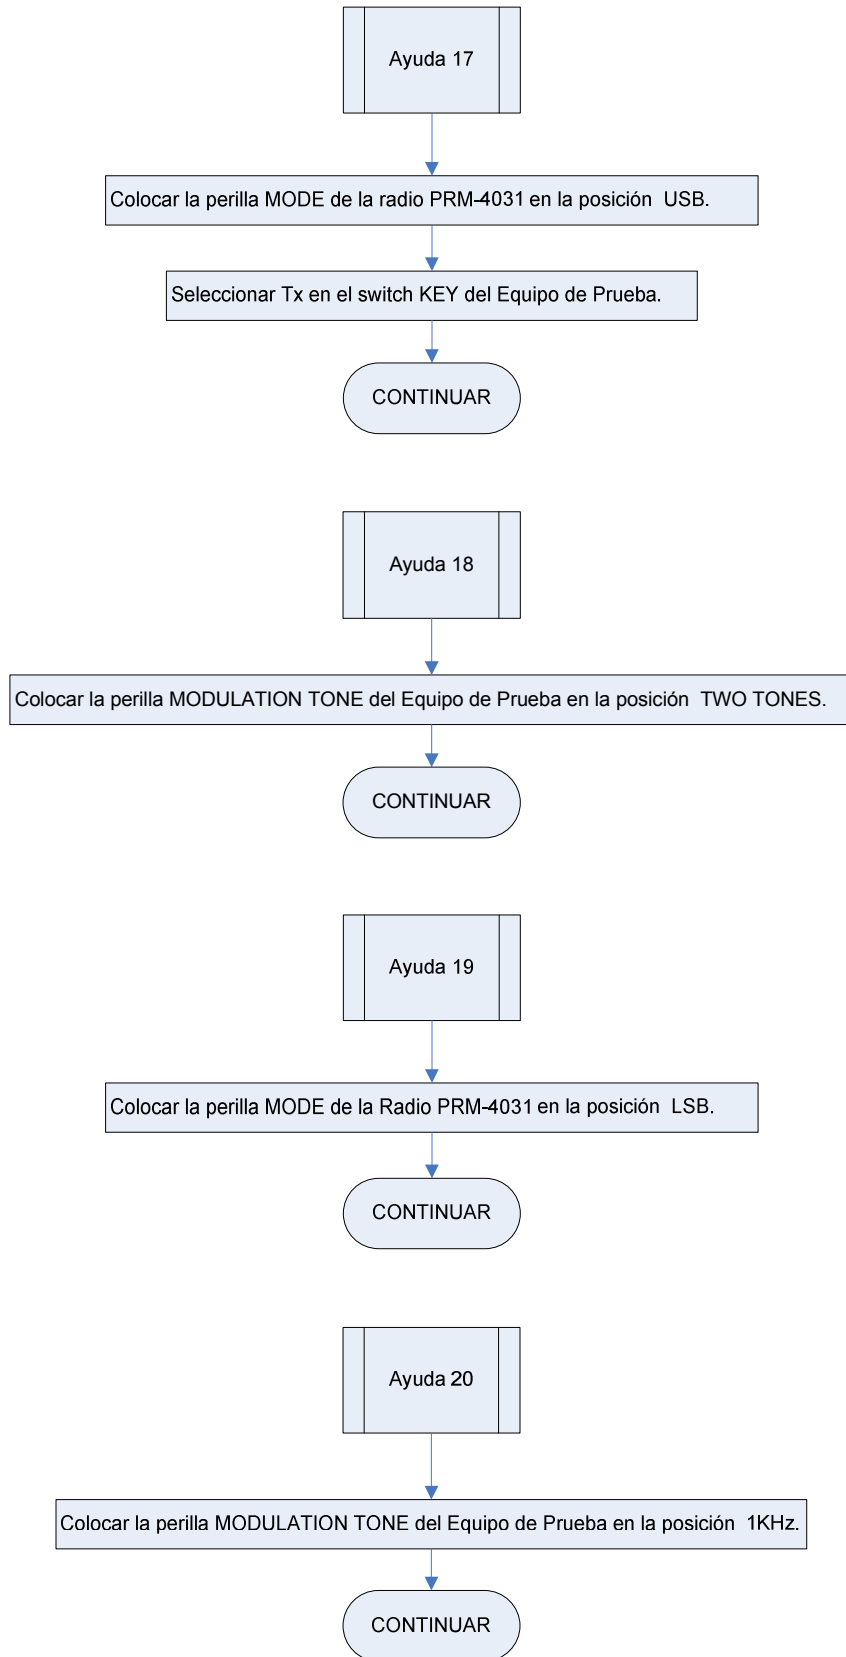 Ayuda 17
Colocar la perilla MODE de la radio PRM-4031 en la posición USB.
Seleccionar Tx en el switch KEY del Equipo de Prueba.
CONTINUAR
Ayuda 18
Colocar la perilla MODULATION TONE del Equipo de Prueba en la posición TWO TONES.
CONTINUAR
Ayuda 19
Colocar la perilla MODE de la Radio PRM-4031 en la posición LSB.
CONTINUAR
Ayuda 20
Colocar la perilla MODULATION TONE del Equipo de Prueba en la posición 1KHz.
CONTINUAR